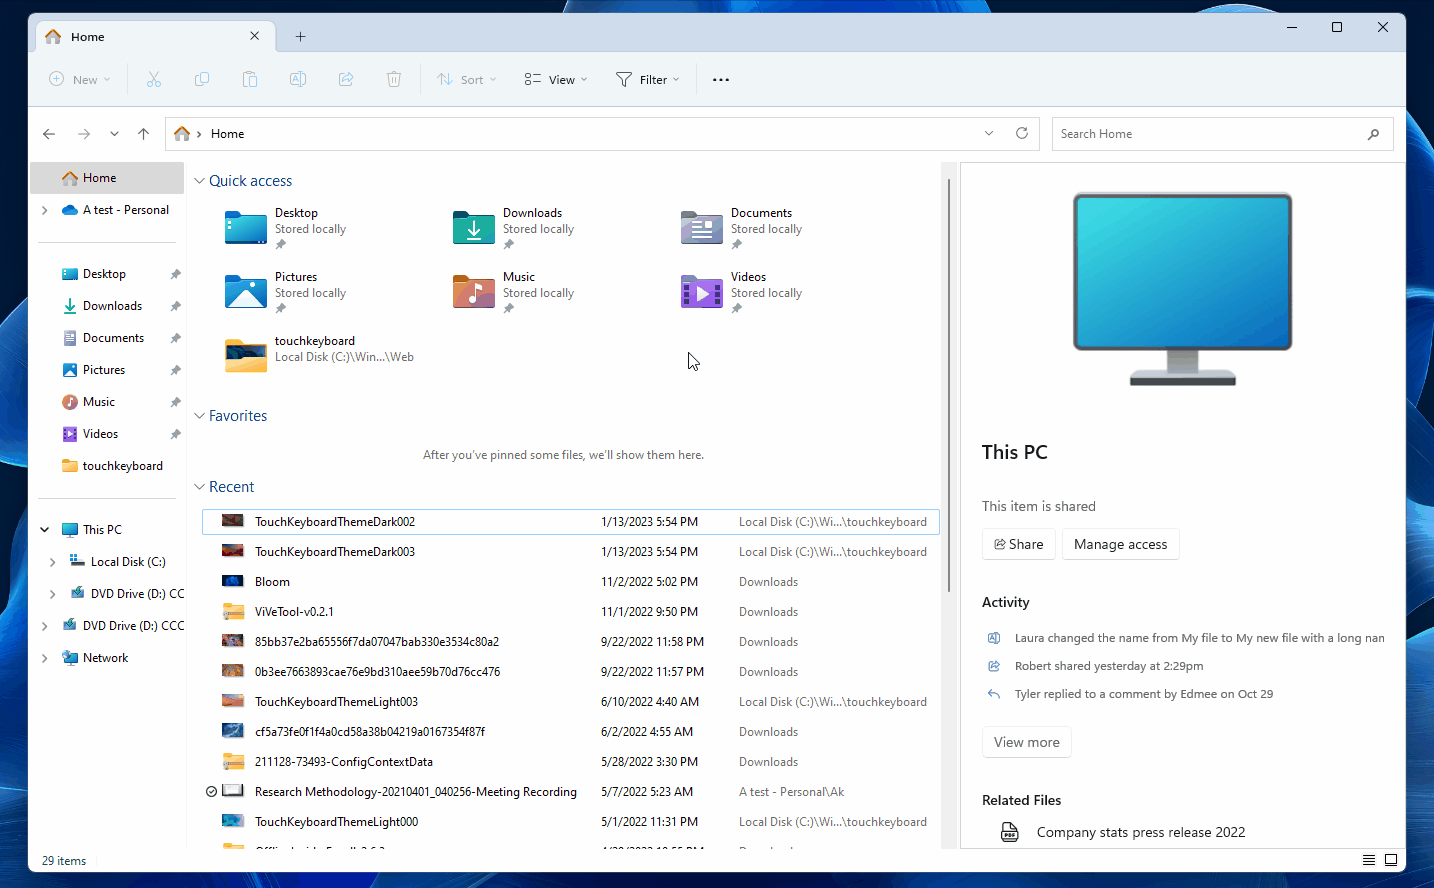 Home
New
Sort
View
Filter
Home
Search Home
Home
A test - Personal
Desktop
Downloads
Documents
Pictures
Music
Videos
touchkeyboard
This PC
Local Disk (C:)
DVD Drive (D:) CC
DVD Drive (D:) CCC
Network
Quick access
Desktop
Stored locally
Downloads
Stored locally
Documents
Stored locally
Pictures
Stored locally
Music
Stored locally
Videos
Stored locally
touchkeyboard
Local Disk (C:)\Win...\Web
Favorites
After you've pinned some files, we'll show them here.
Recent
TouchKeyboardThemeDark002 1/13/2023 5:54 PM Local Disk (C:)\Wi...\touchkeyboard
TouchKeyboardThemeDark003 1/13/2023 5:54 PM Local Disk (C:)\Wi...\touchkeyboard
Bloom 11/2/2022 5:02 PM Downloads
ViVeTool-v0.2.1 11/1/2022 9:50 PM Downloads
85bb37e2ba65556f7da07047bab330e3534c80a2 9/22/2022 11:58 PM Downloads
0b3ee7663893cae76e9bd310aee59b70d76cc476 9/22/2022 11:57 PM Downloads
TouchKeyboardThemeLight003 6/10/2022 4:40 AM Local Disk (C:)\Wi...\touchkeyboard
cf5a73fe0f1f4a0cd58a38b04219a0167354f87f 6/2/2022 4:55 AM Downloads
211128-73493-ConfigContextData 5/28/2022 3:30 PM Downloads
Research Methodology-20210401_040256-Meeting Recording 5/7/2022 5:23 AM A test - Personal\Ak
TouchKeyboardThemeLight000 5/1/2022 11:31 PM Local Disk (C:)\Wi...\touchkeyboard
This PC
This item is shared
Share
Manage access
Activity
Laura changed the name from My file to My new file with a long nan
Robert shared yesterday at 2:29pm
Tyler replied to a comment by Edmee on Oct 29
View more
Related Files
PDF
Company stats press release 2022
29 items